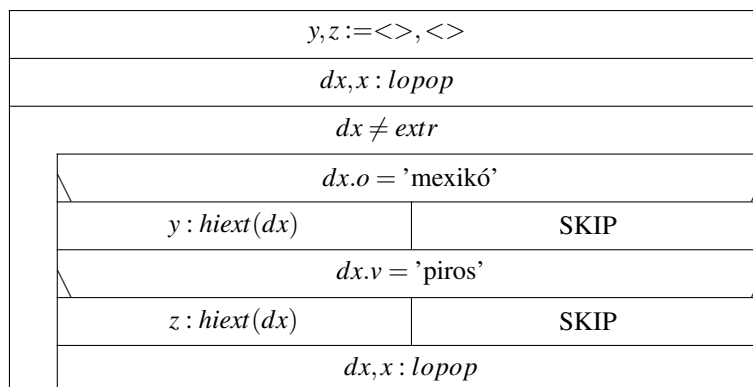 y, z :=<>, <>
dx, x : lopop
dx ≠ extr
dx.o = 'mexikó'
y : hiext(dx) SKIP
dx.v = 'piros'
z : hiext(dx) SKIP
dx, x : lopop